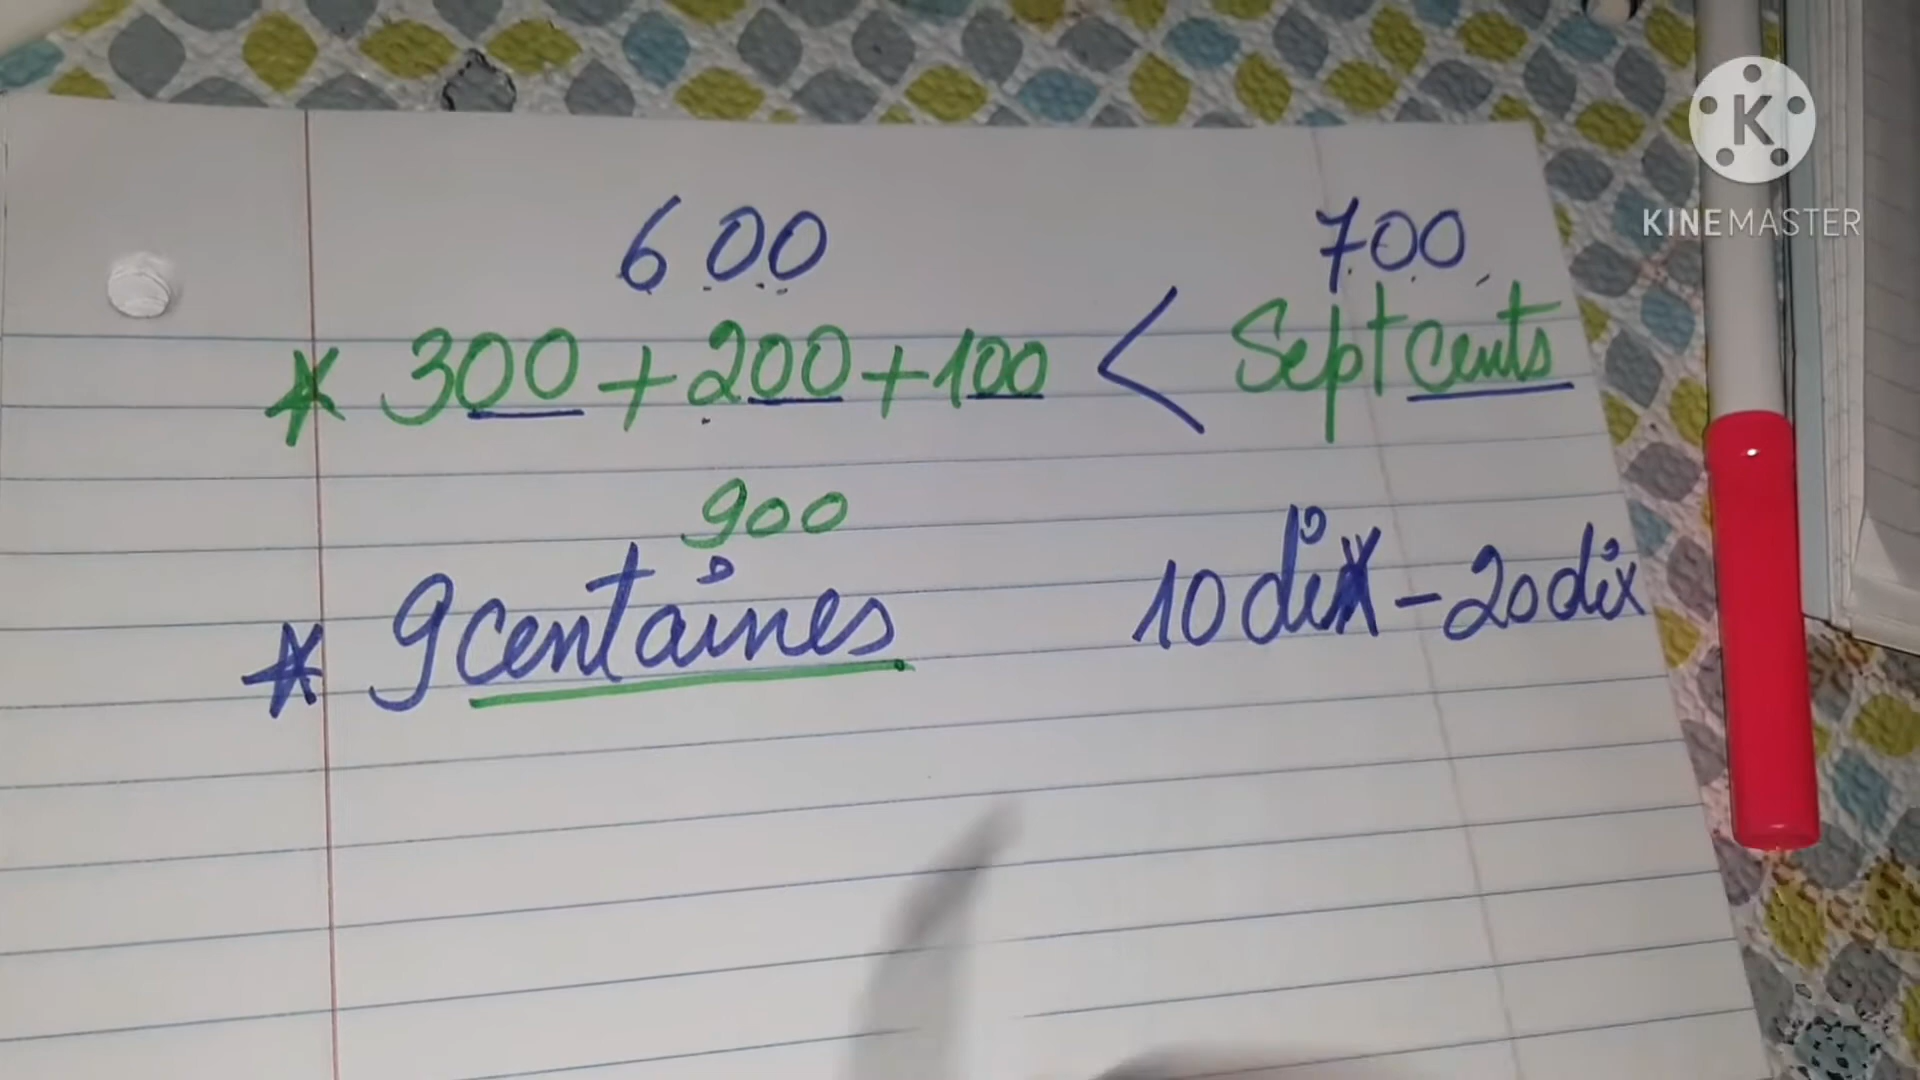 600 700
* 300 + 200 + 100 < Sept cents
900
* 9 centaines 10 dix - 20 dix
K
KINEMASTER